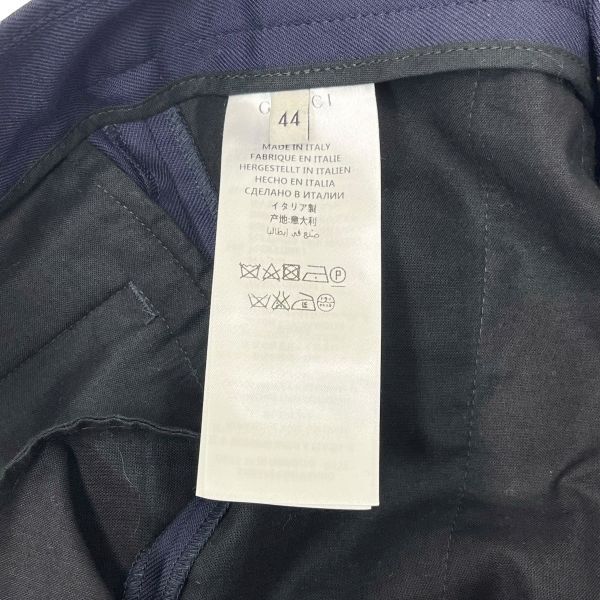 44
MADE IN ITALY
FABRIQUE EN ITALIE
HERGESTELLT IN ITALIEN
HECHO EN ITALIA
СДЕЛАНО В ИТАЛИИ
イタリア製
产地:意大利
صنع في إيطاليا
P